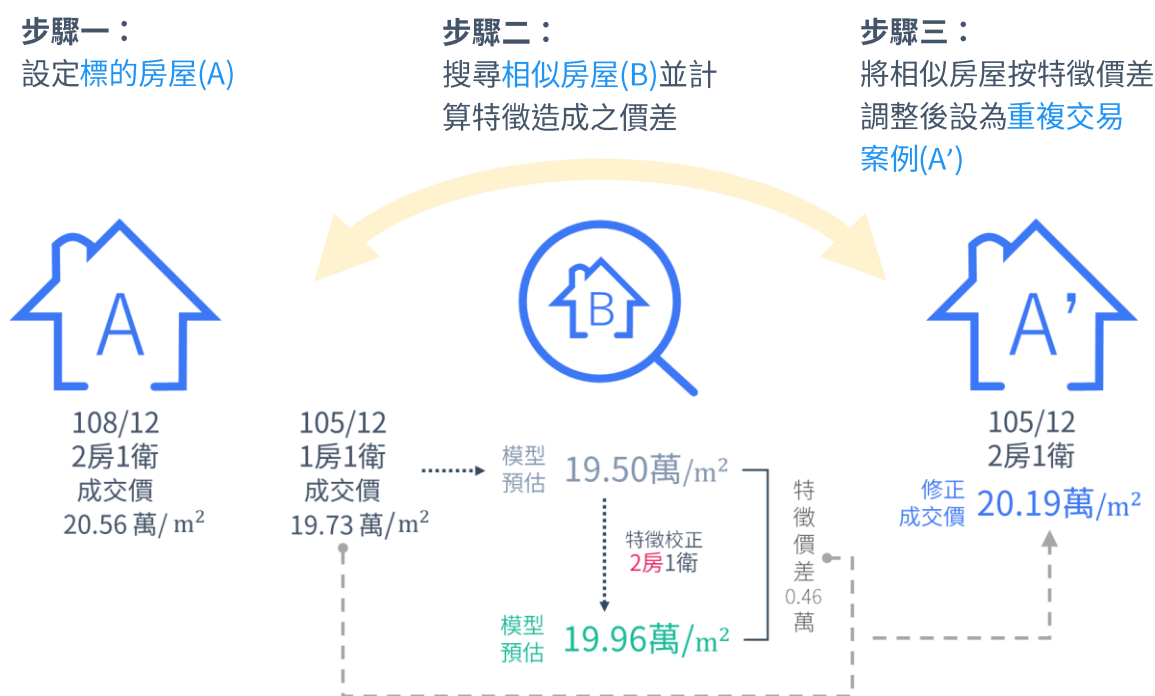 步驟一：
設定標的房屋(A)
步驟二：
搜尋相似房屋(B)並計
算特徵造成之價差
步驟三：
將相似房屋按特徵價差
調整後設為重複交易
案例(A’)
A
B
A’
108/12
2房1衛
成交價
20.56 萬/ m²
105/12
1房1衛
成交價
19.73 萬/m²
模型
預估
19.50萬/m²
特徵校正
2房1衛
模型
預估
19.96萬/m²
特
徵
價
差
0.46
萬
105/12
2房1衛
修正
成交價
20.19萬/m²